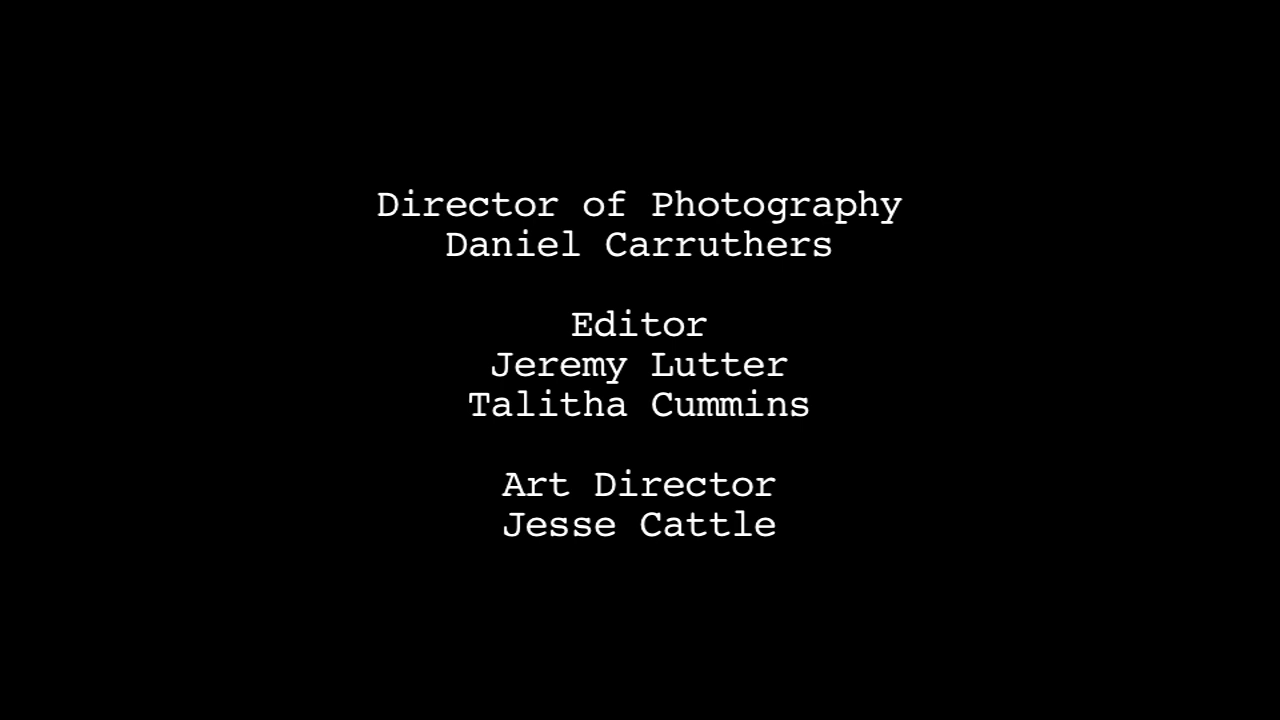 Director of Photography
Daniel Carruthers
Editor
Jeremy Lutter
Talitha Cummins
Art Director
Jesse Cattle